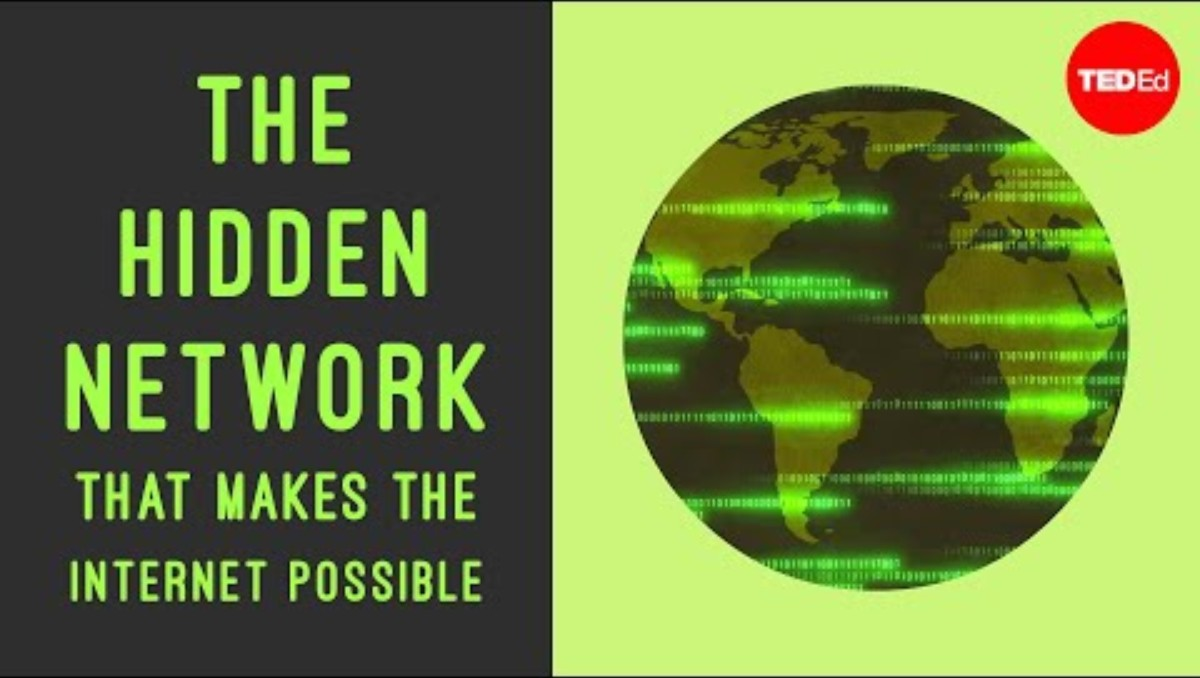 THE
HIDDEN
NETWORK
THAT MAKES THE
INTERNET POSSIBLE
TEDEd